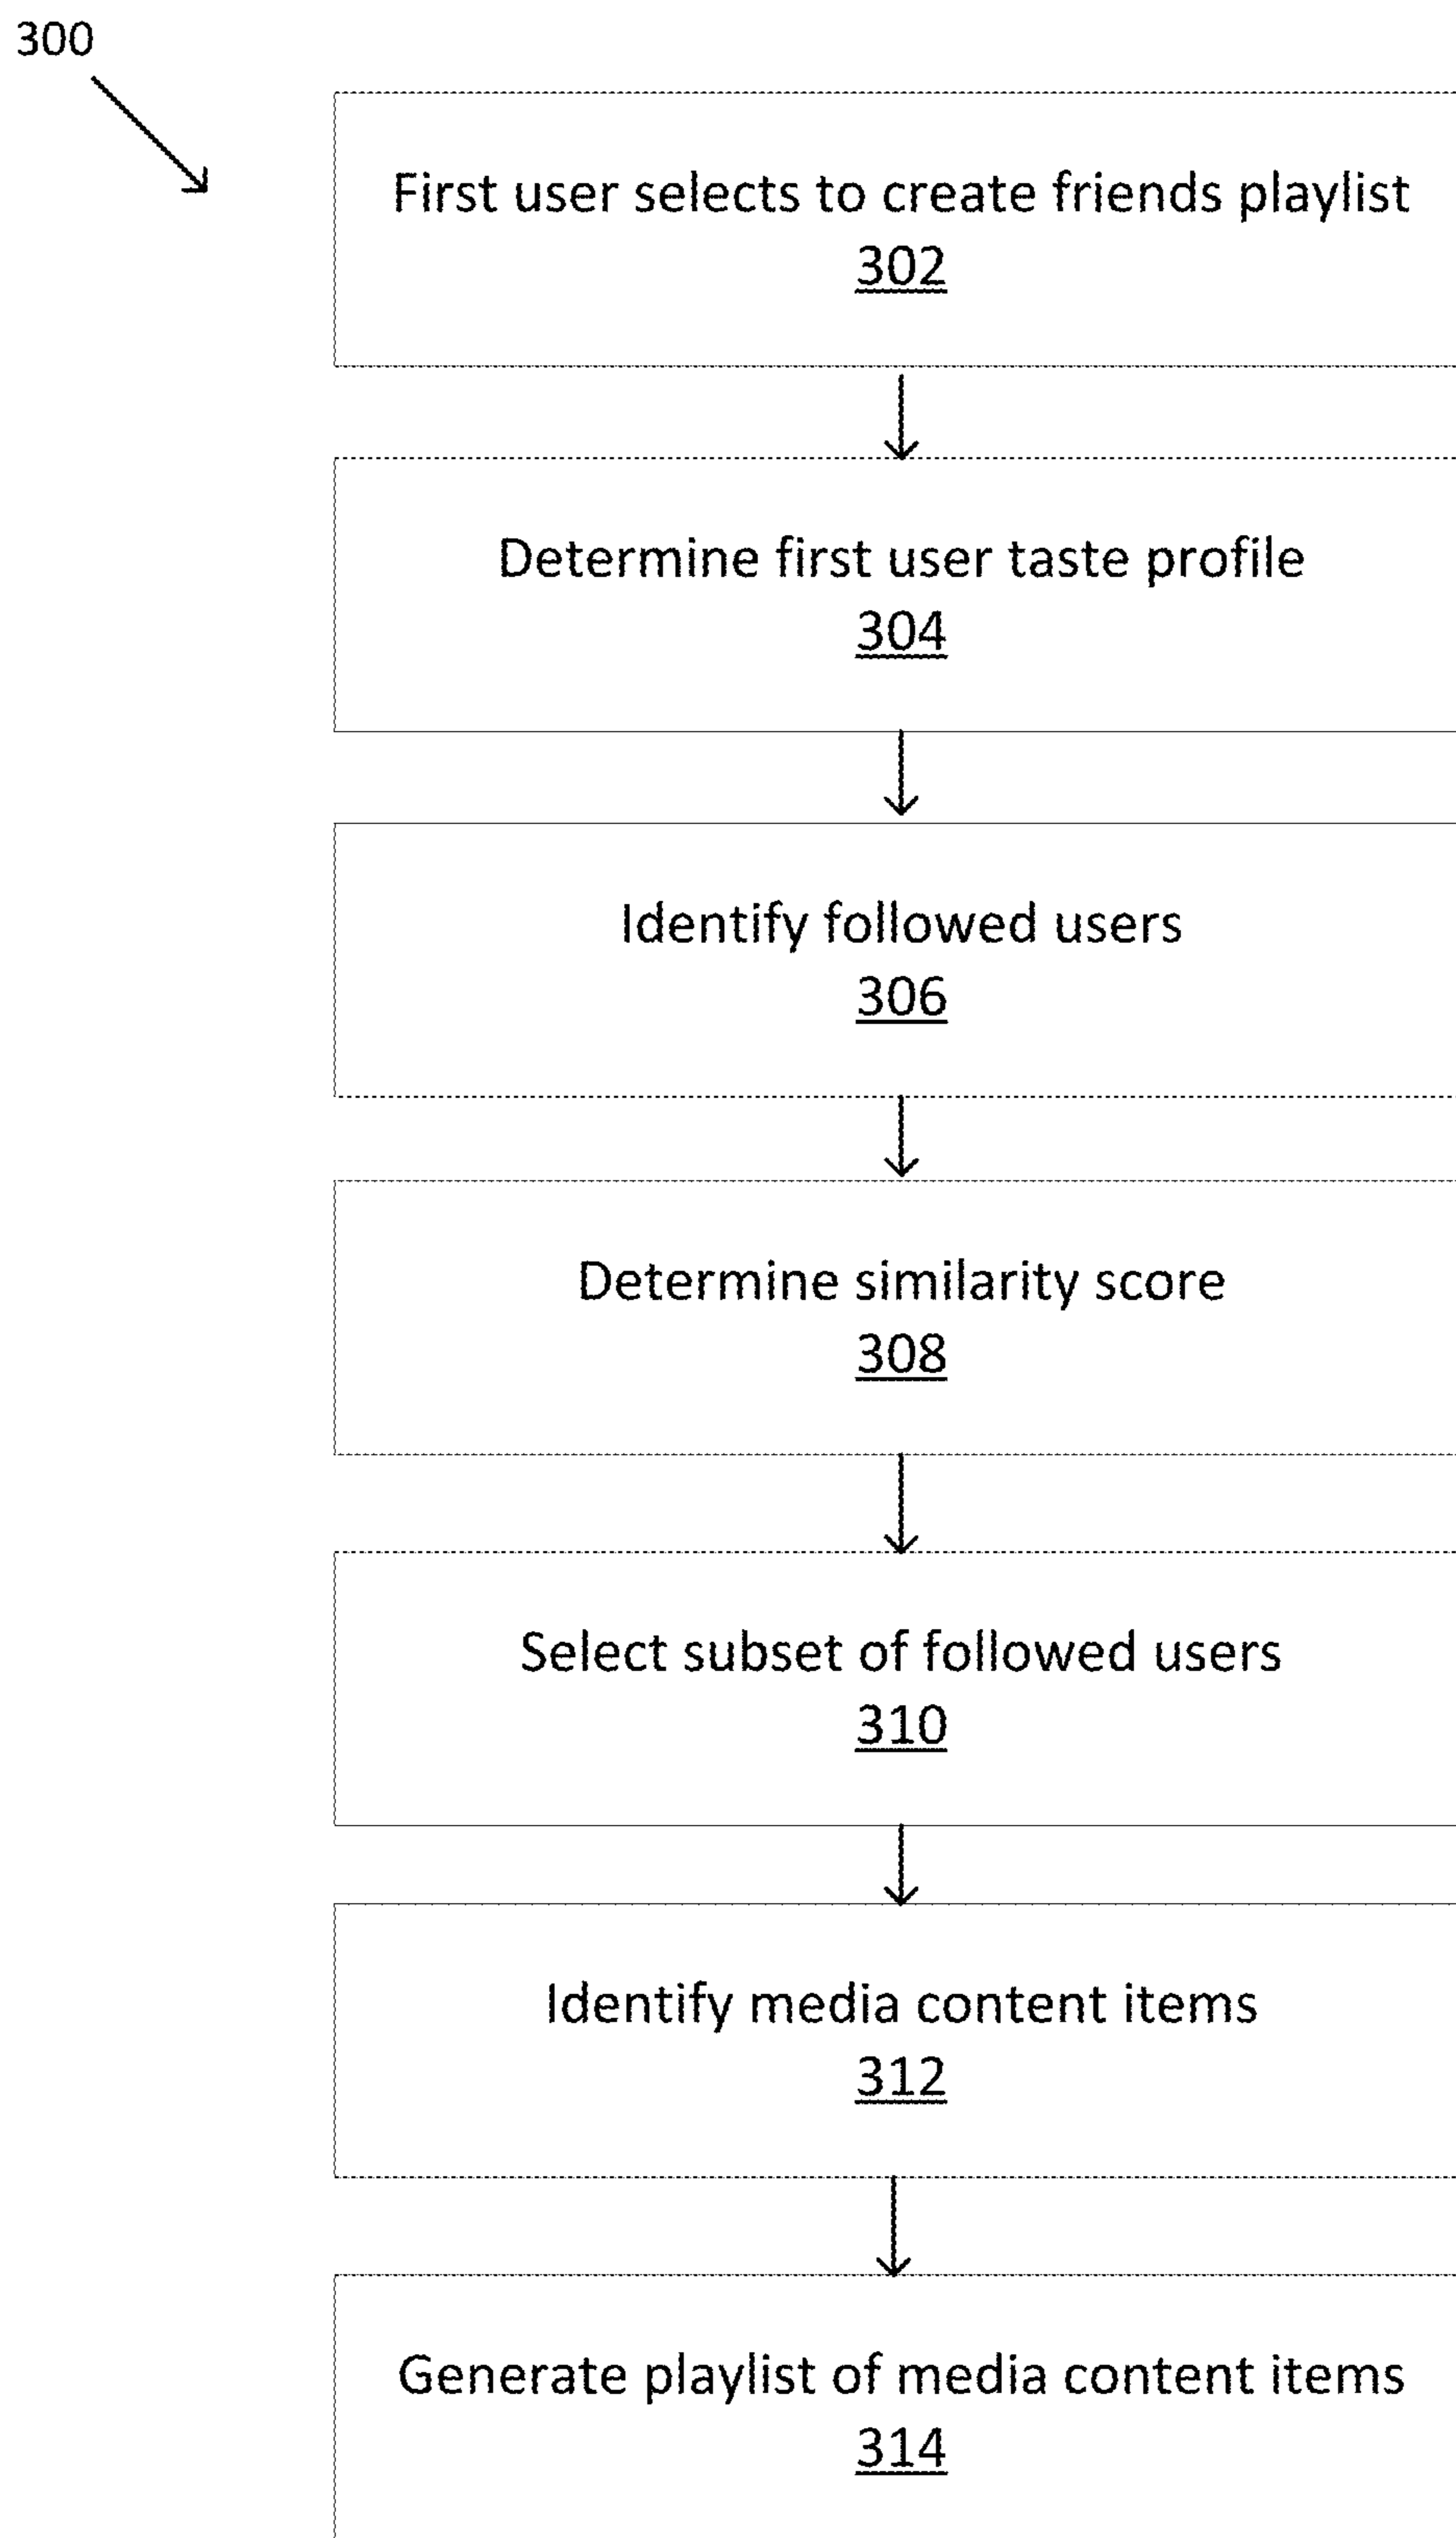 300
First user selects to create friends playlist
302
Determine first user taste profile
304
Identify followed users
306
Determine similarity score
308
Select subset of followed users
310
Identify media content items
312
Generate playlist of media content items
314